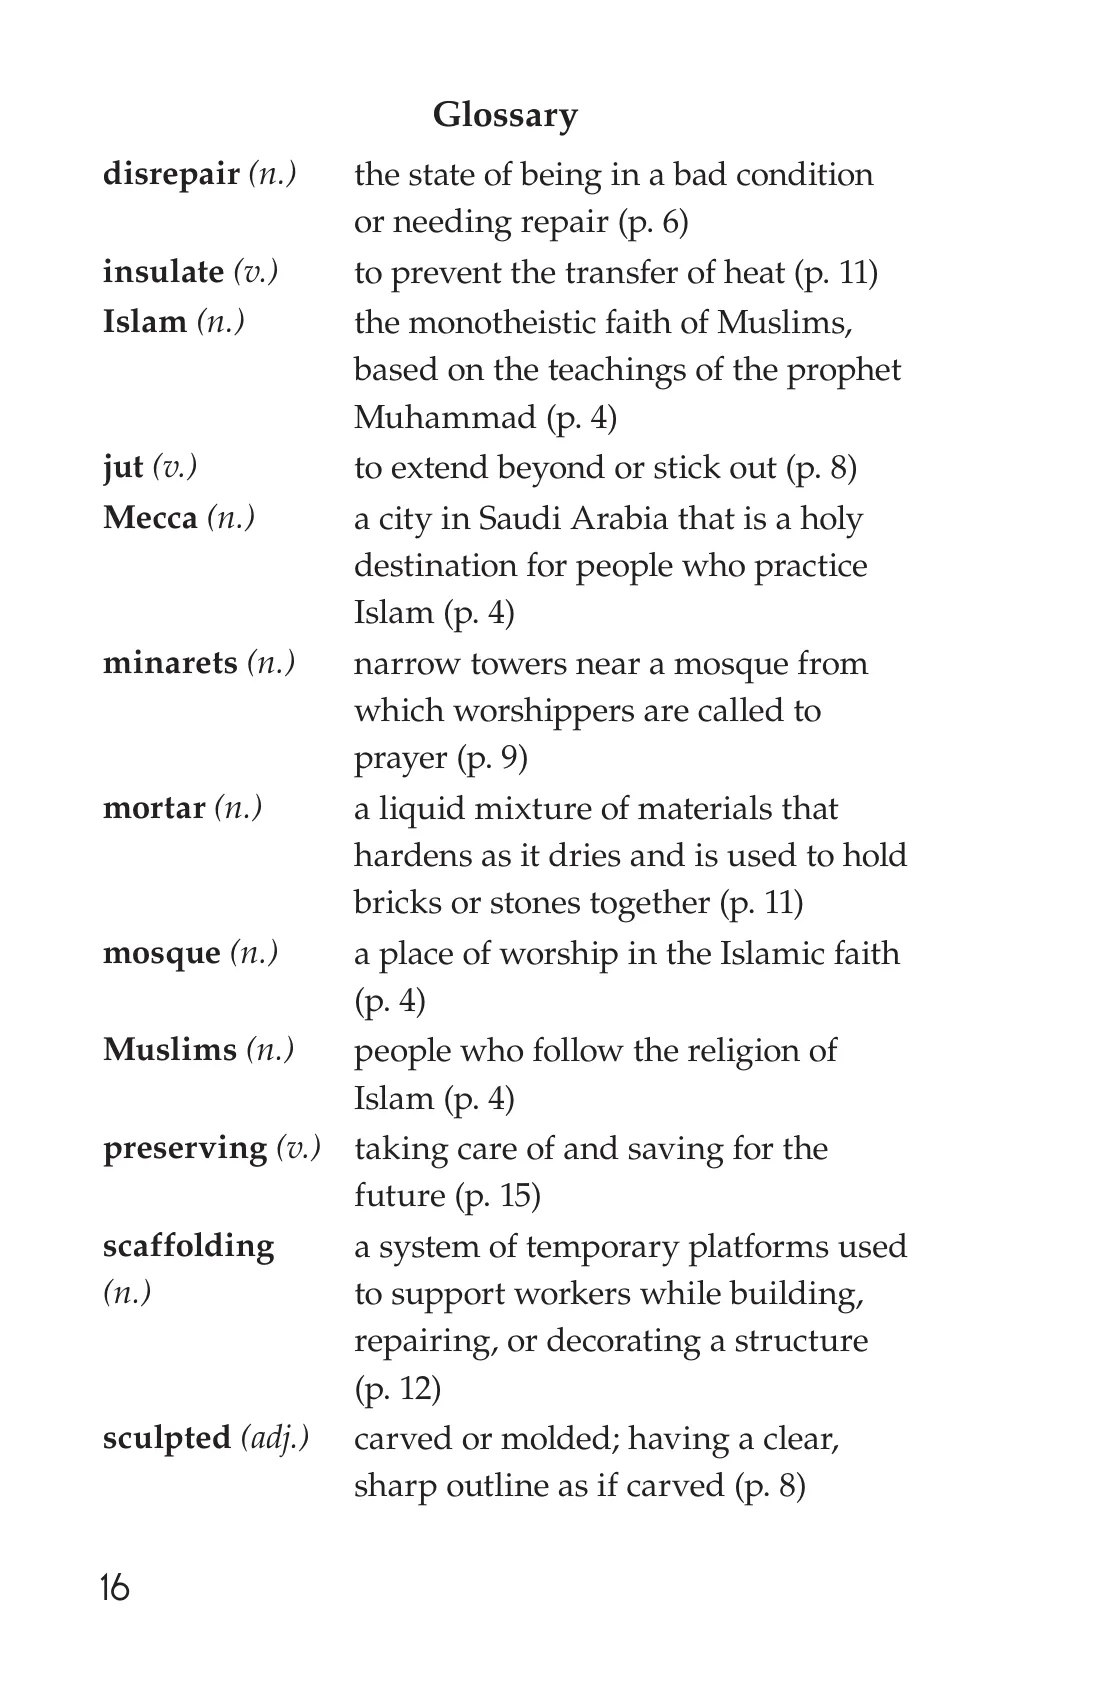 Glossary
disrepair (n.) the state of being in a bad condition
or needing repair (p. 6)
insulate (v.) to prevent the transfer of heat (p. 11)
Islam (n.) the monotheistic faith of Muslims,
based on the teachings of the prophet
Muhammad (p. 4)
jut (v.) to extend beyond or stick out (p. 8)
Mecca (n.) a city in Saudi Arabia that is a holy
destination for people who practice
Islam (p. 4)
minarets (n.) narrow towers near a mosque from
which worshippers are called to
prayer (p. 9)
mortar (n.) a liquid mixture of materials that
hardens as it dries and is used to hold
bricks or stones together (p. 11)
mosque (n.) a place of worship in the Islamic faith
(p. 4)
Muslims (n.) people who follow the religion of
Islam (p. 4)
preserving (v.) taking care of and saving for the
future (p. 15)
scaffolding a system of temporary platforms used
(n.) to support workers while building,
repairing, or decorating a structure
(p. 12)
sculpted (adj.) carved or molded; having a clear,
sharp outline as if carved (p. 8)
16